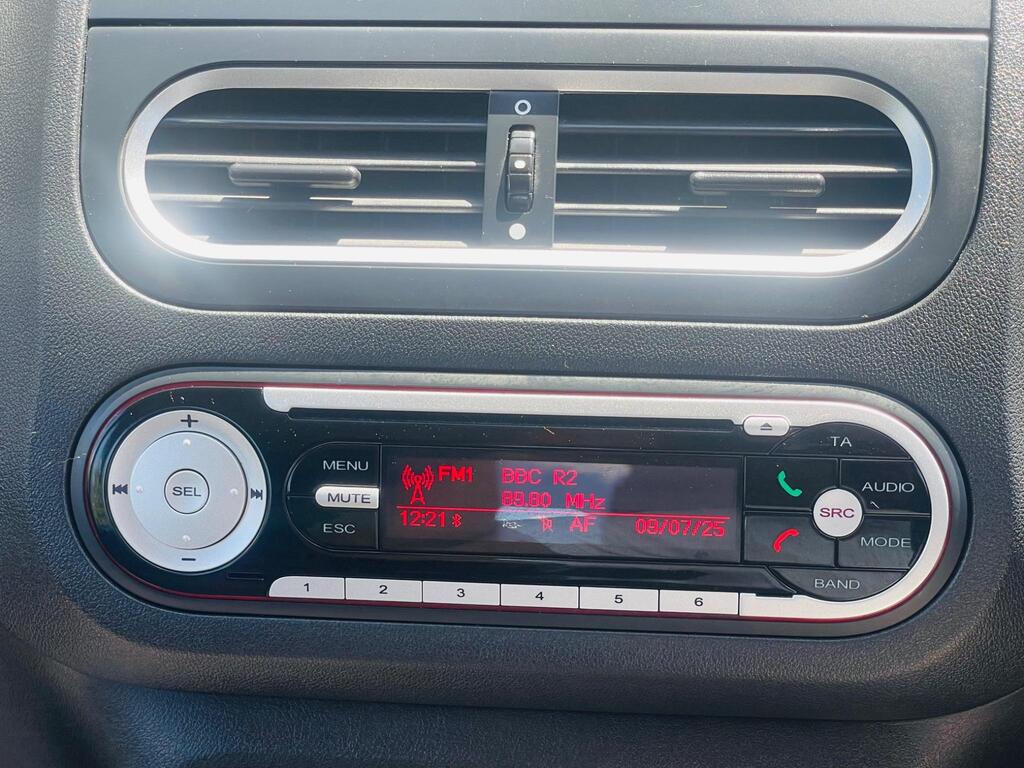 TA
MENU
MUTE
ESC
SEL
FM1 BBC R2
89.80 MHz
12:21 AF 09/07/25
AUDIO
SRC
MODE
BAND
1 2 3 4 5 6